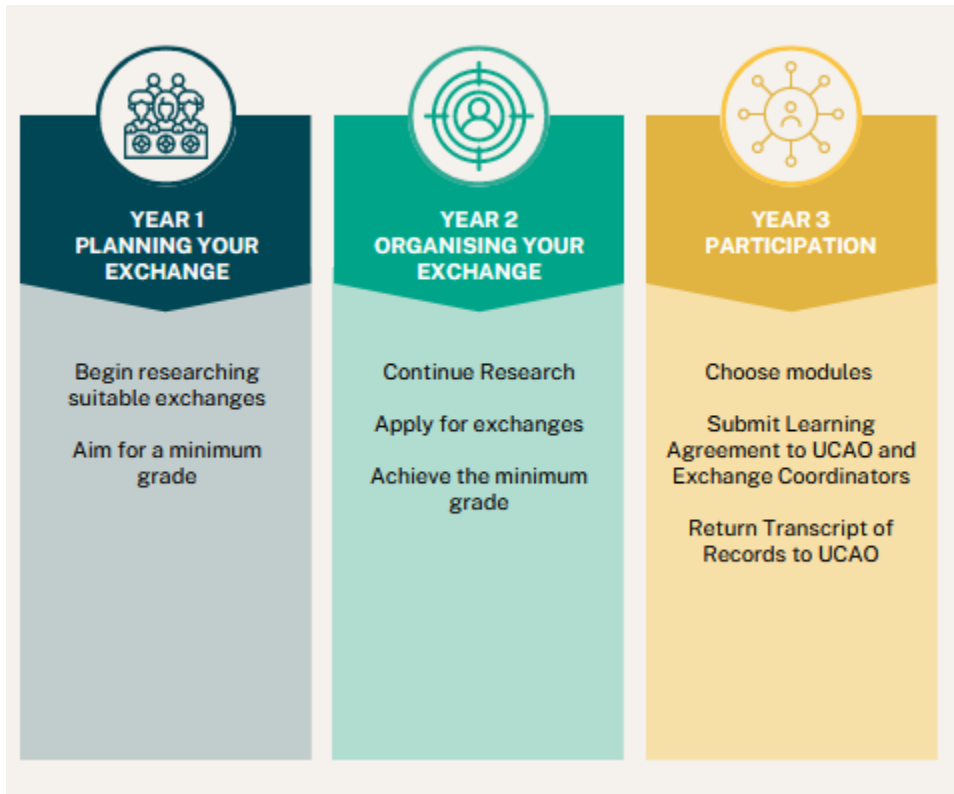 YEAR 1
PLANNING YOUR
EXCHANGE
Begin researching
suitable exchanges
Aim for a minimum
grade
YEAR 2
ORGANISING YOUR
EXCHANGE
Continue Research
Apply for exchanges
Achieve the minimum
grade
YEAR 3
PARTICIPATION
Choose modules
Submit Learning
Agreement to UCAO and
Exchange Coordinators
Return Transcript of
Records to UCAO